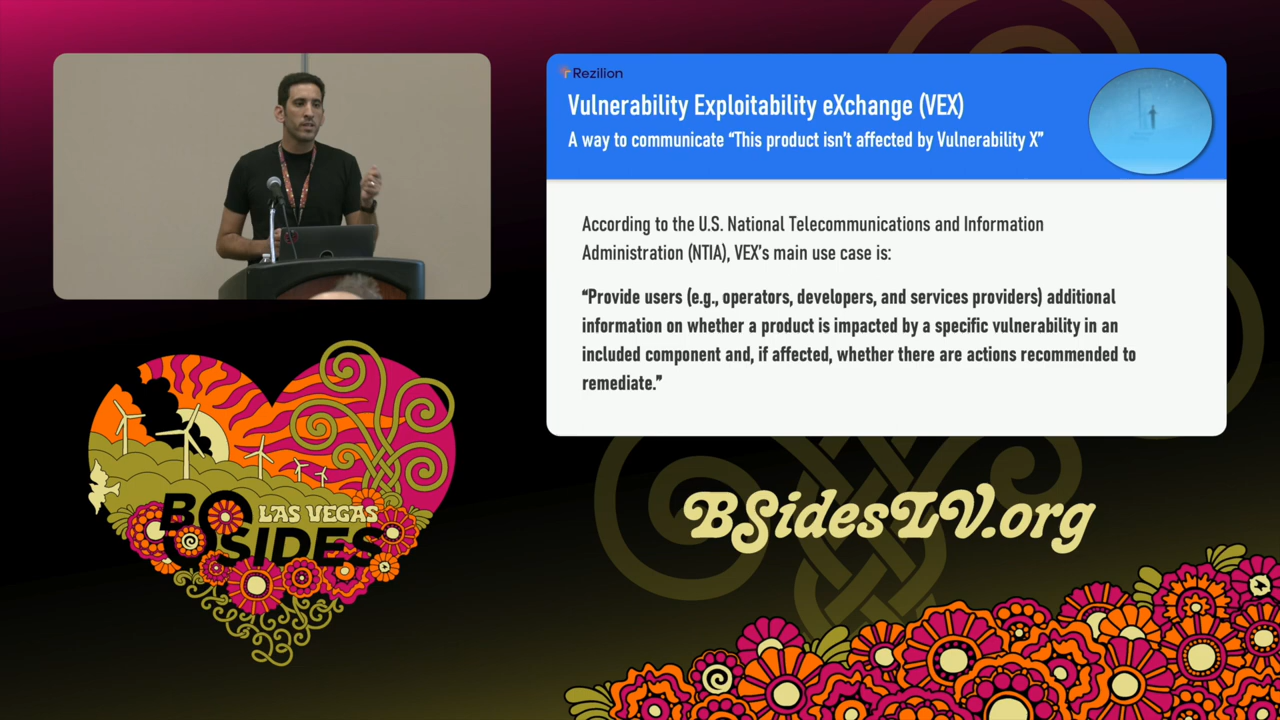 Rezilion
Vulnerability Exploitability eXchange (VEX)
A way to communicate “This product isn’t affected by Vulnerability X”
According to the U.S. National Telecommunications and Information
Administration (NTIA), VEX’s main use case is:
“Provide users (e.g., operators, developers, and services providers) additional
information on whether a product is impacted by a specific vulnerability in an
included component and, if affected, whether there are actions recommended to
remediate.”
LAS VEGAS
BSIDES
BSidesLV.org